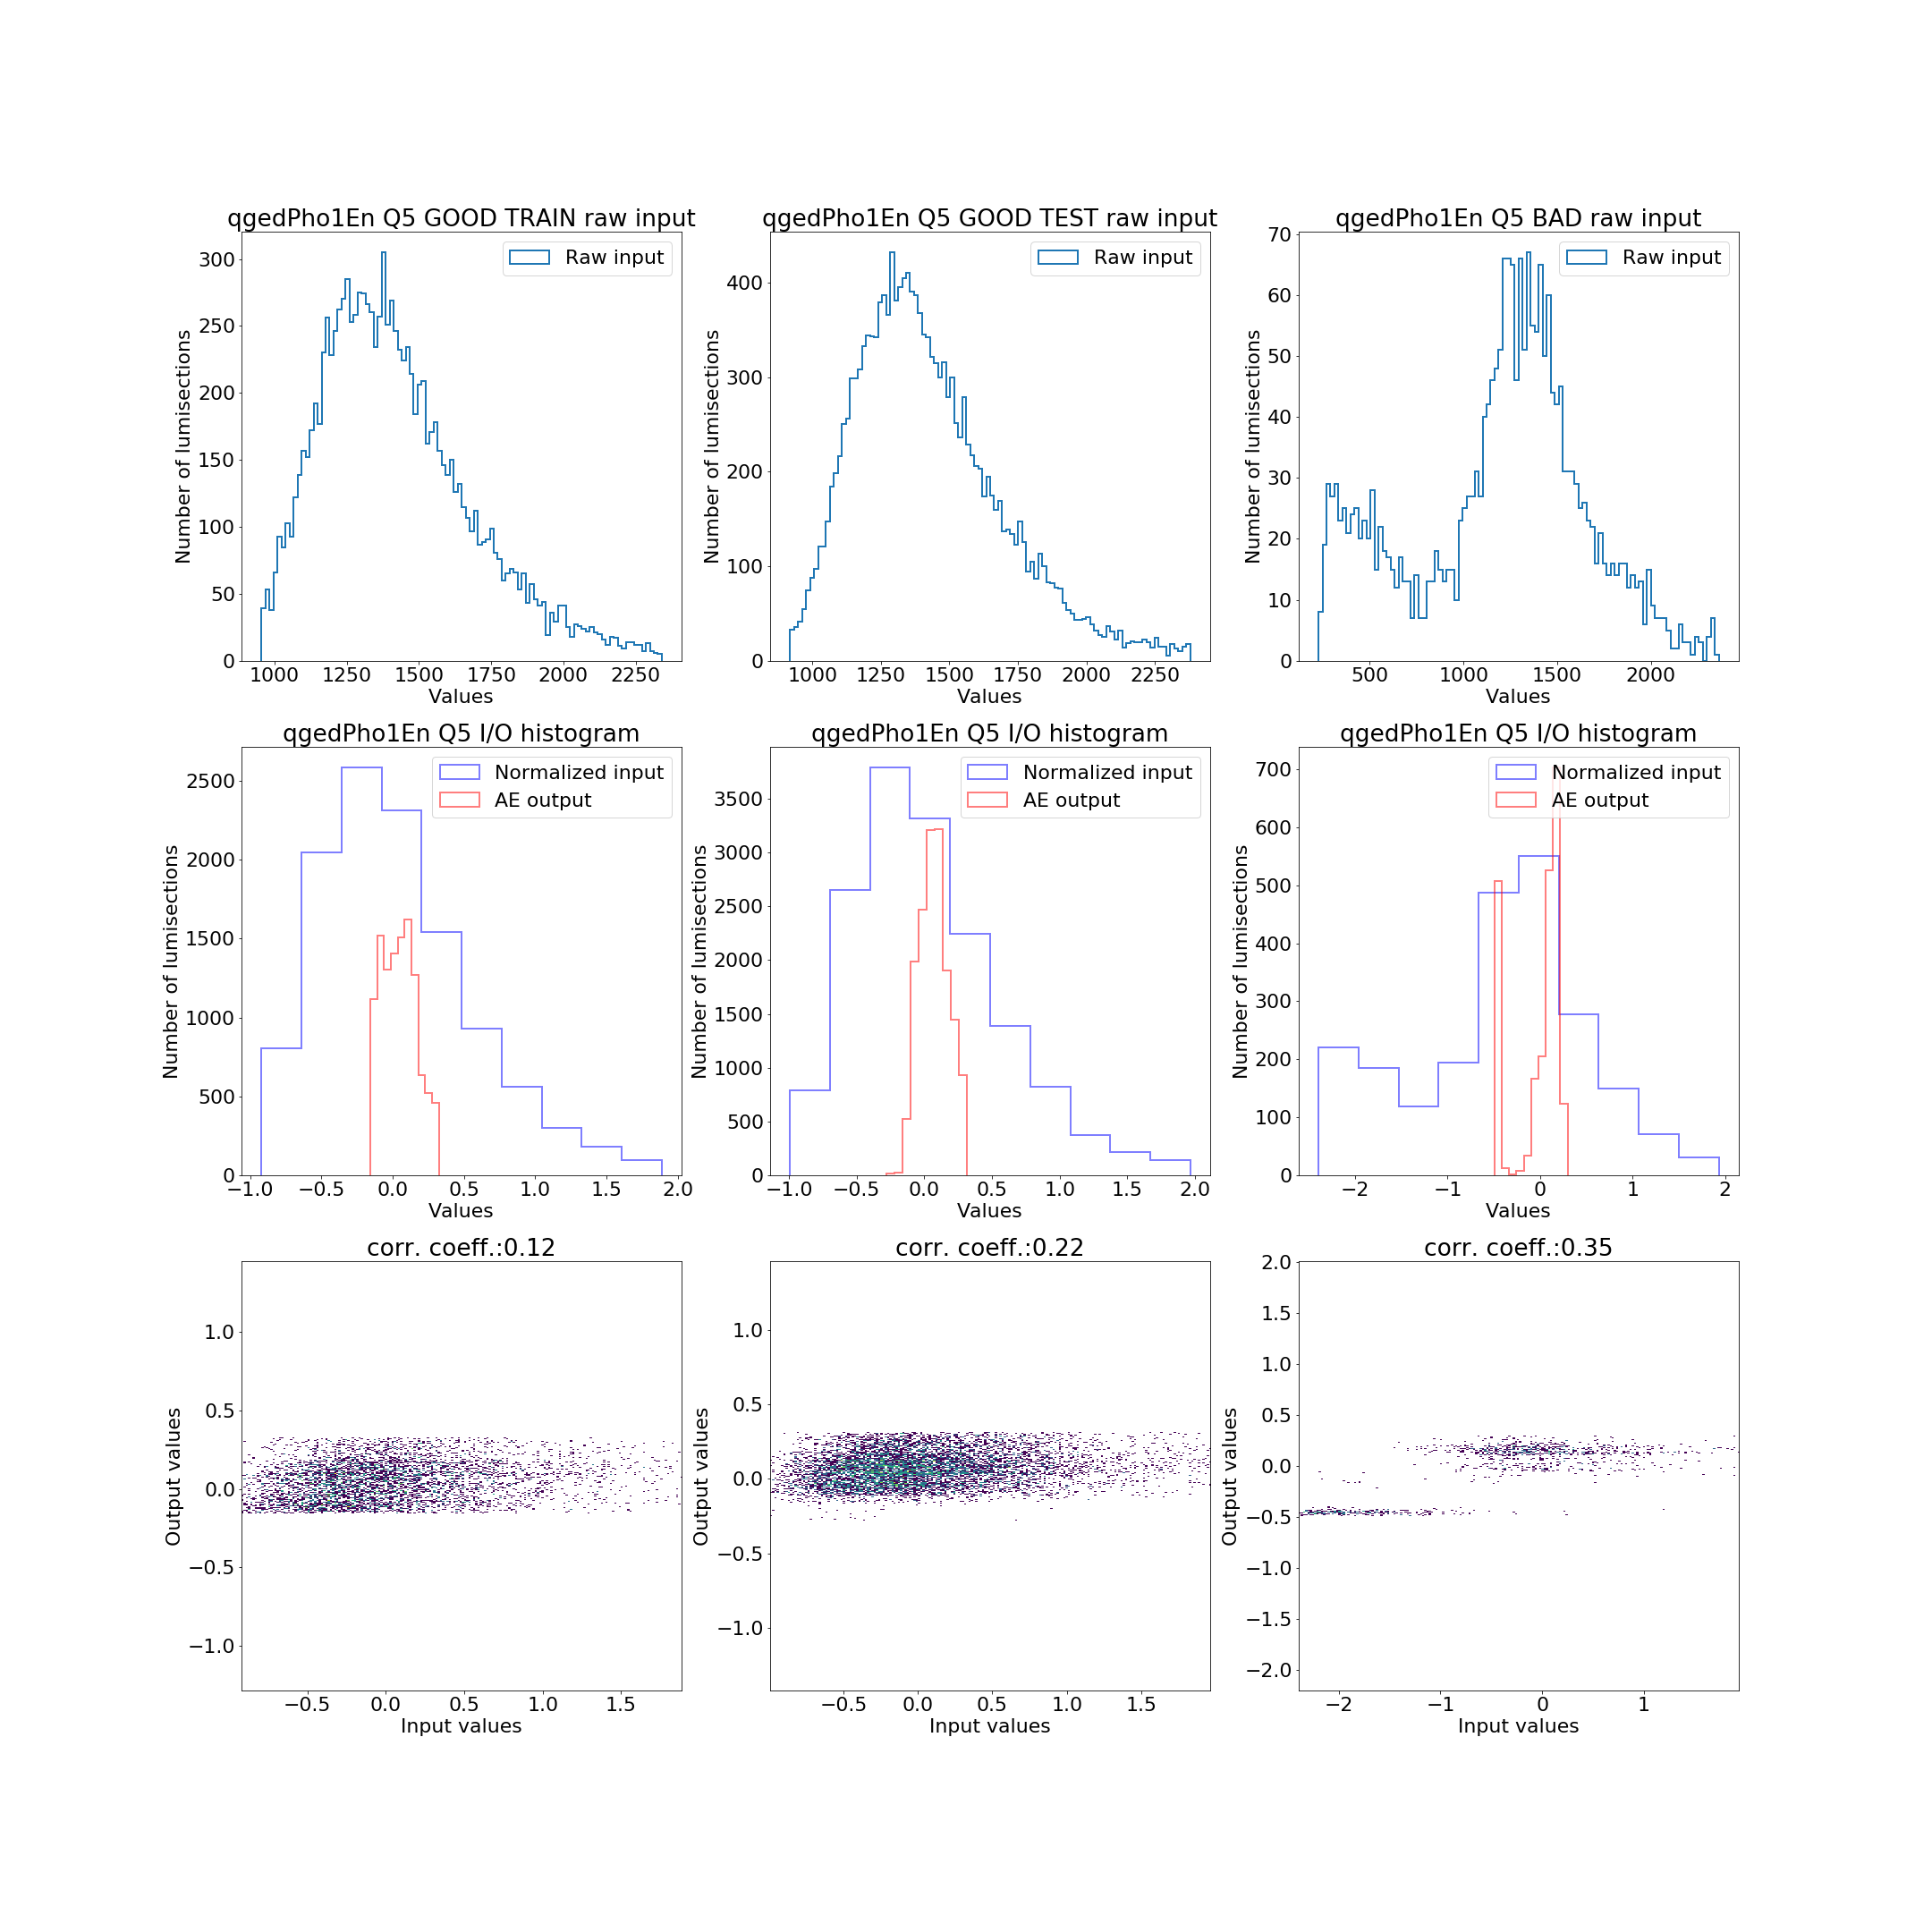 qgedPho1En Q5 GOOD TRAIN raw input
Raw input
Number of lumisections
0
50
100
150
200
250
300
1000 1250 1500 1750 2000 2250
Values
qgedPho1En Q5 GOOD TEST raw input
Raw input
Number of lumisections
0
100
200
300
400
1000 1250 1500 1750 2000 2250
Values
qgedPho1En Q5 BAD raw input
Raw input
Number of lumisections
0
10
20
30
40
50
60
70
500 1000 1500 2000
Values
qgedPho1En Q5 I/O histogram
Normalized input
AE output
Number of lumisections
0
500
1000
1500
2000
2500
−1.0 −0.5 0.0 0.5 1.0 1.5 2.0
Values
qgedPho1En Q5 I/O histogram
Normalized input
AE output
Number of lumisections
0
500
1000
1500
2000
2500
3000
3500
−1.0 −0.5 0.0 0.5 1.0 1.5 2.0
Values
qgedPho1En Q5 I/O histogram
Normalized input
AE output
Number of lumisections
0
100
200
300
400
500
600
700
−2 −1 0 1 2
Values
corr. coeff.:0.12
Output values
1.0
0.5
0.0
−0.5
−1.0
−0.5 0.0 0.5 1.0 1.5
Input values
corr. coeff.:0.22
Output values
1.0
0.5
0.0
−0.5
−1.0
−0.5 0.0 0.5 1.0 1.5
Input values
corr. coeff.:0.35
Output values
2.0
1.5
1.0
0.5
0.0
−0.5
−1.0
−1.5
−2.0
−2 −1 0 1
Input values